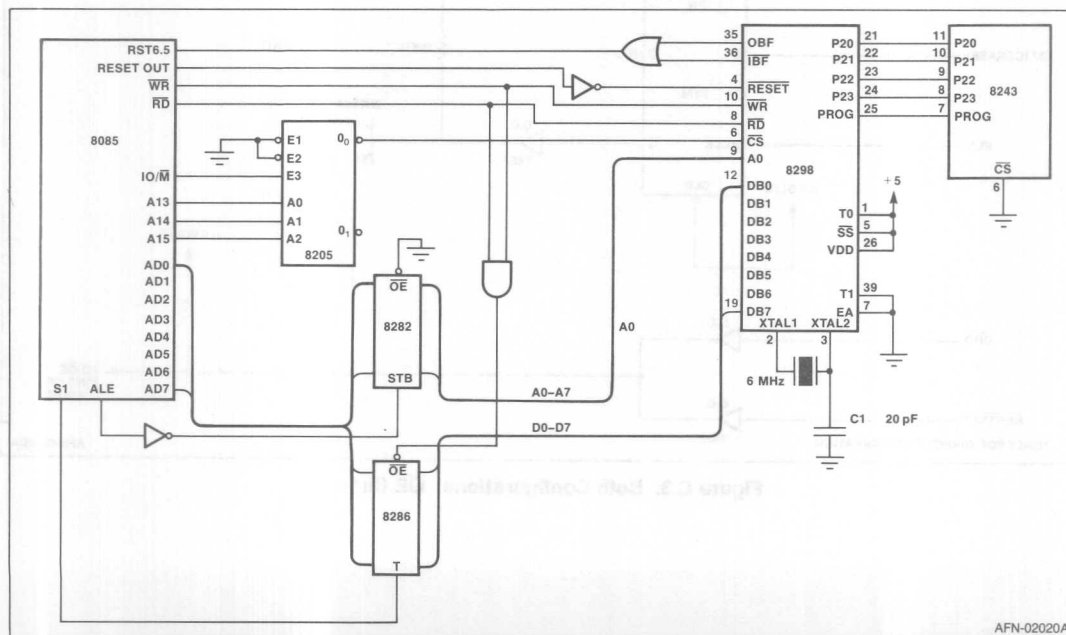 RST6.5
RESET OUT
WR
RD
8085
IO/M
A13
A14
A15
AD0
AD1
AD2
AD3
AD4
AD5
AD6
AD7
S1 ALE
E1
E2
E3
A0
A1
A2
0₀
0₁
8205
OE
8282
STB
OE
8286
T
A0
A0–A7
D0–D7
35 OBF
36 IBF
4 RESET
10 WR
8 RD
6 CS
9 A0
12 DB0
DB1
DB2
DB3
DB4
DB5
DB6
19 DB7
8298
P20 21
P21 22
P22 23
P23 24
PROG 25
+5
T0 1
SS 5
VDD 26
T1 39
EA 7
XTAL1 XTAL2
2 3
6 MHz
C1 20 pF
11 P20
10 P21
9 P22
8 P23
7 PROG
8243
CS
6
AFN-02020A